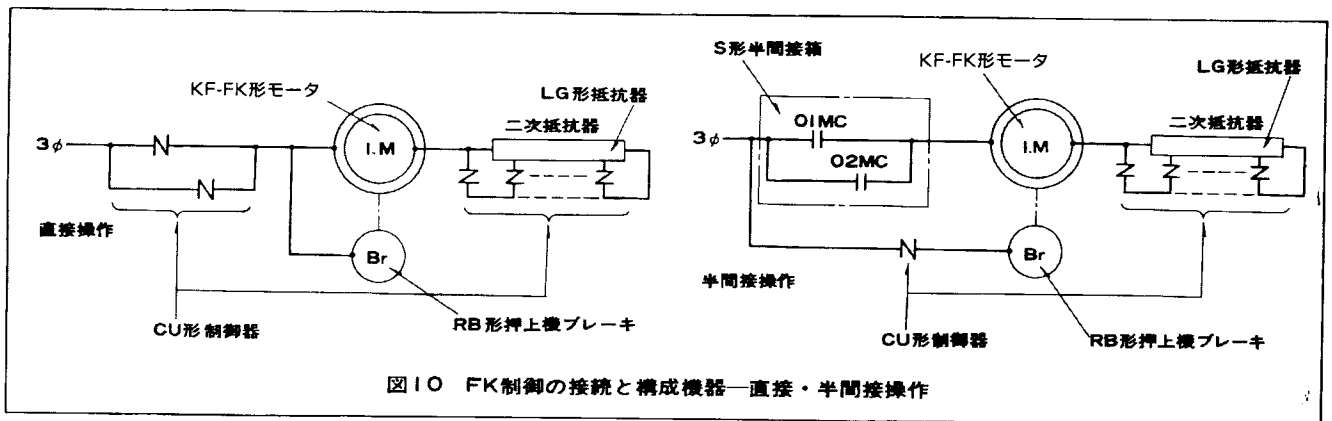 KF-FK形モータ
LG形抵抗器
二次抵抗器
3φ
I.M
直接操作
Br
CU形制御器
RB形押上機ブレーキ
S形半間接箱
KF-FK形モータ
LG形抵抗器
二次抵抗器
01MC
3φ
I.M
02MC
半間接操作
Br
CU形制御器
RB形押上機ブレーキ
図10 FK制御の接続と構成機器—直接・半間接操作